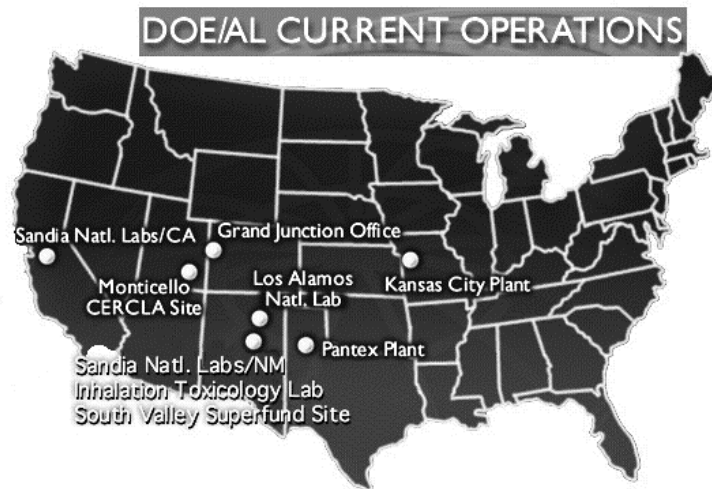 DOE/AL CURRENT OPERATIONS
Sandia Natl. Labs/CA
Grand Junction Office
Monticello
CERCLA Site
Los Alamos
Natl. Lab
Kansas City Plant
Pantex Plant
Sandia Natl. Labs/NM
Inhalation Toxicology Lab
South Valley Superfund Site